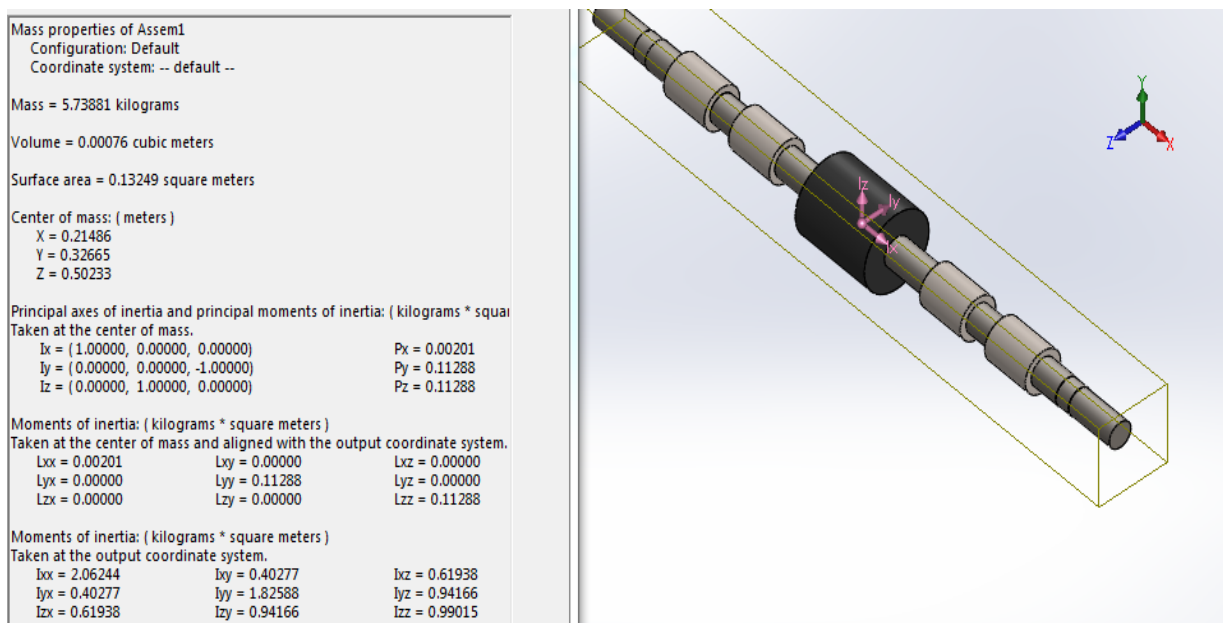 Mass properties of Assem1
Configuration: Default
Coordinate system: -- default --
Mass = 5.73881 kilograms
Volume = 0.00076 cubic meters
Surface area = 0.13249 square meters
Center of mass: ( meters )
X = 0.21486
Y = 0.32665
Z = 0.50233
Principal axes of inertia and principal moments of inertia: ( kilograms *
Taken at the center of mass.
Ix = ( 1.00000, 0.00000, 0.00000) Px = 0.00201
Iy = ( 0.00000, 0.00000, -1.00000) Py = 0.11288
Iz = ( 0.00000, 1.00000, 0.00000) Pz = 0.11288
Moments of inertia: ( kilograms * square meters )
Taken at the center of mass and aligned with the output coordinate system.
Lxx = 0.00201 Lxy = 0.00000 Lxz = 0.00000
Lyx = 0.00000 Lyy = 0.11288 Lyz = 0.00000
Lzx = 0.00000 Lzy = 0.00000 Lzz = 0.11288
Moments of inertia: ( kilograms * square meters )
Taken at the output coordinate system.
Ixx = 2.06244 Ixy = 0.40277 Ixz = 0.61938
Iyx = 0.40277 Iyy = 1.82588 Iyz = 0.94166
Izx = 0.61938 Izy = 0.94166 Izz = 0.99015
Iz
Iy
Ix
Y
Z
X